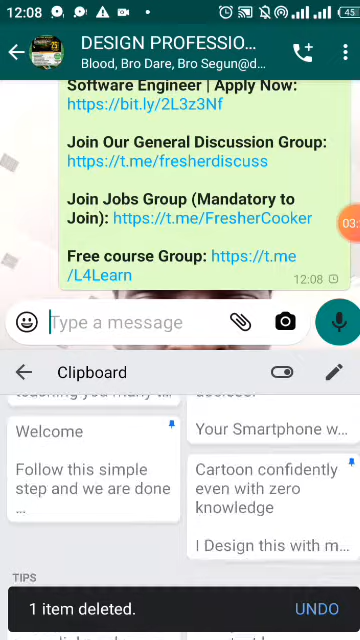 12:08
45
DESIGN PROFESSIO...
Blood, Bro Dare, Bro Segun@d...
Software Engineer | Apply Now:
https://bit.ly/2L3z3Nf
Join Our General Discussion Group:
https://t.me/fresherdiscuss
Join Jobs Group (Mandatory to
Join): https://t.me/FresherCooker
Free course Group: https://t.me
/L4Learn
12:08
Type a message
Clipboard
Welcome
Follow this simple
step and we are done
...
Your Smartphone w...
Cartoon confidently
even with zero
knowledge
I Design this with m...
TIPS
1 item deleted.
UNDO